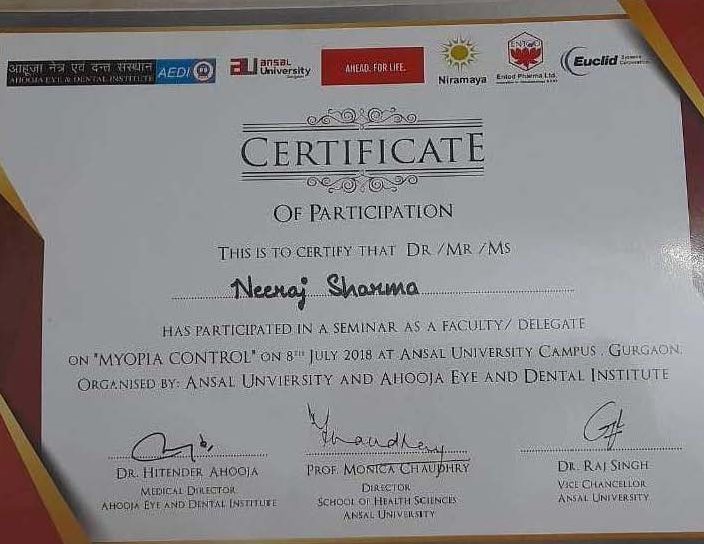 आहूजा नेत्र एवं दन्त संस्थान
AHOOJA EYE & DENTAL INSTITUTE
AEDI
au ansal University
AHEAD. FOR LIFE.
Niramaya
ENTOD
Entod Pharma Ltd.
Euclid Systems Corporation
CERTIFICATE
OF PARTICIPATION
THIS IS TO CERTIFY THAT DR /MR /MS
Neeraj Sharma
HAS PARTICIPATED IN A SEMINAR AS A FACULTY/ DELEGATE
ON "MYOPIA CONTROL" ON 8TH JULY 2018 AT ANSAL UNIVERSITY CAMPUS , GURGAON.
ORGANISED BY: ANSAL UNVIERSITY AND AHOOJA EYE AND DENTAL INSTITUTE
DR. HITENDER AHOOJA
MEDICAL DIRECTOR
AHOOJA EYE AND DENTAL INSTITUTE
PROF. MONICA CHAUDHRY
DIRECTOR
SCHOOL OF HEALTH SCIENCES
ANSAL UNIVERSITY
DR. RAJ SINGH
VICE CHANCELLOR
ANSAL UNIVERSITY